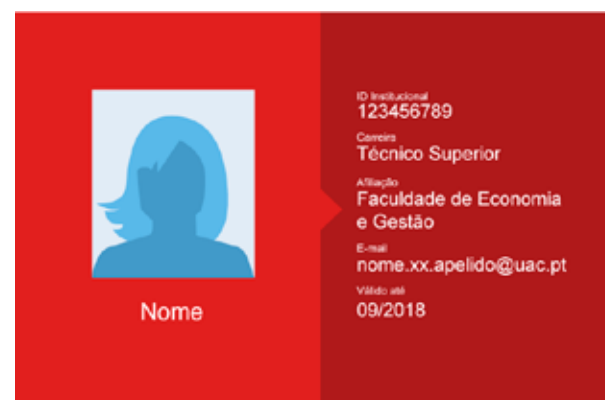 Nome
ID Institucional
123456789
Carreira
Técnico Superior
Afiliação
Faculdade de Economia
e Gestão
E-mail
nome.xx.apelido@uac.pt
Válido até
09/2018